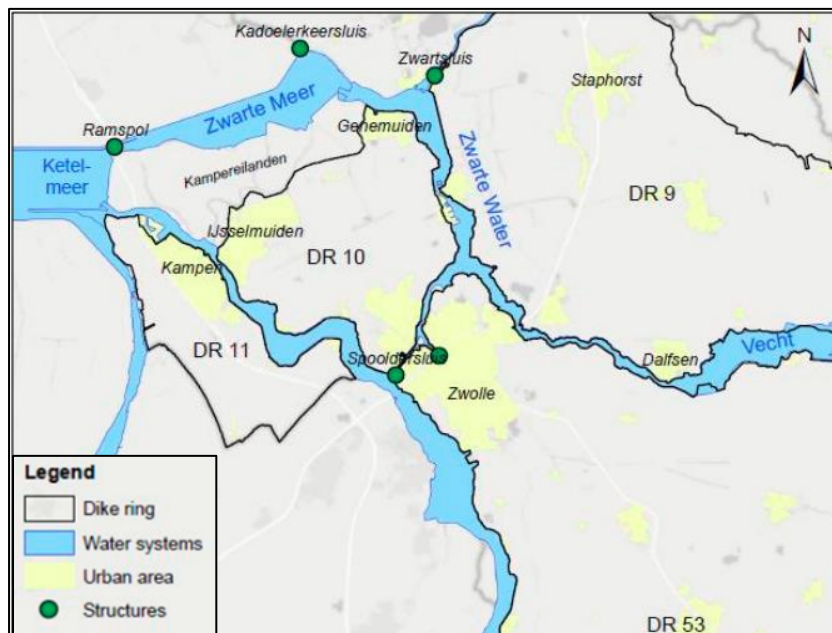 Kadoelerkeersluis
Zwartsluis
N
Staphorst
Ramspol
Zwarte Meer
Genemuiden
Ketel-
meer
Kampereilanden
Zwarte Water
DR 9
IJsselmuiden
DR 10
Kampen
DR 11
Spooldersluis
Dalfsen
Vecht
Zwolle
Legend
Dike ring
Water systems
Urban area
Structures
DR 53